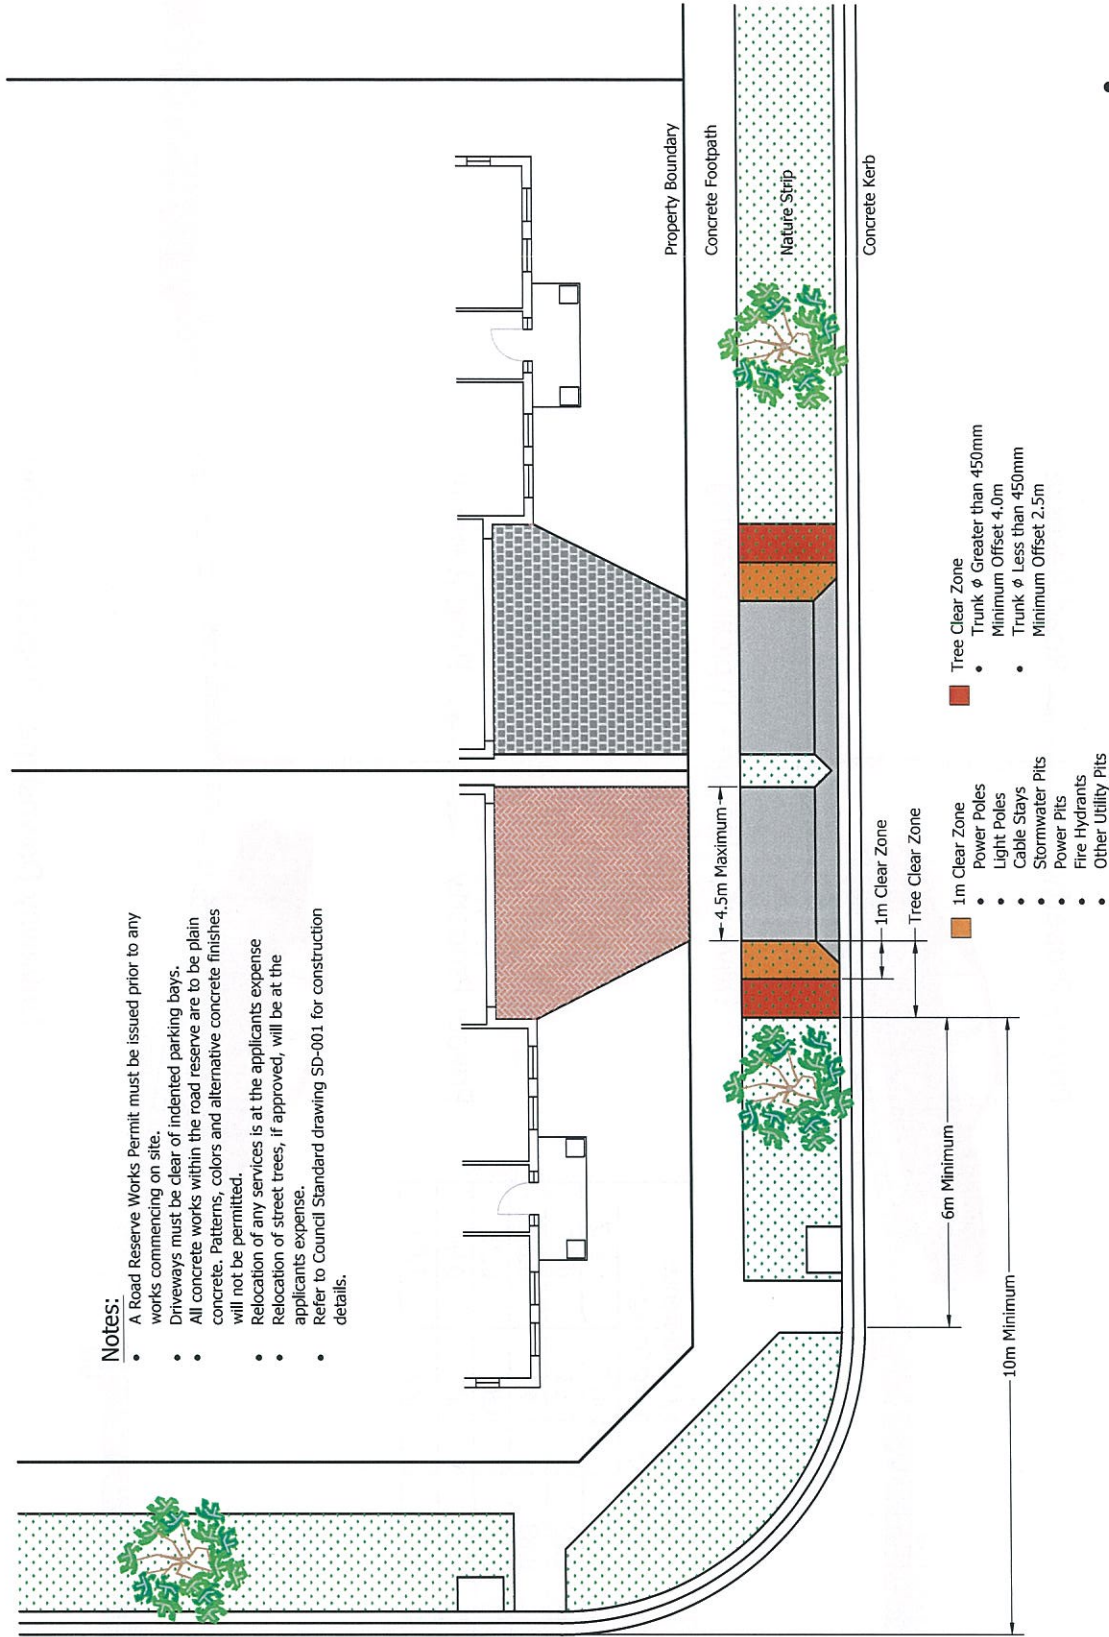 Notes:
• A Road Reserve Works Permit must be issued prior to any
works commencing on site.
• Driveways must be clear of indented parking bays.
• All concrete works within the road reserve are to be plain
concrete. Patterns, colors and alternative concrete finishes
will not be permitted.
• Relocation of any services is at the applicants expense
• Relocation of street trees, if approved, will be at the
applicants expense.
• Refer to Council Standard drawing SD-001 for construction
details.
Property Boundary
Concrete Footpath
Nature Strip
Concrete Kerb
4.5m Maximum
1m Clear Zone
Tree Clear Zone
6m Minimum
10m Minimum
1m Clear Zone
• Power Poles
• Light Poles
• Cable Stays
• Stormwater Pits
• Power Pits
• Fire Hydrants
• Other Utility Pits
Tree Clear Zone
• Trunk ϕ Greater than 450mm
Minimum Offset 4.0m
• Trunk ϕ Less than 450mm
Minimum Offset 2.5m